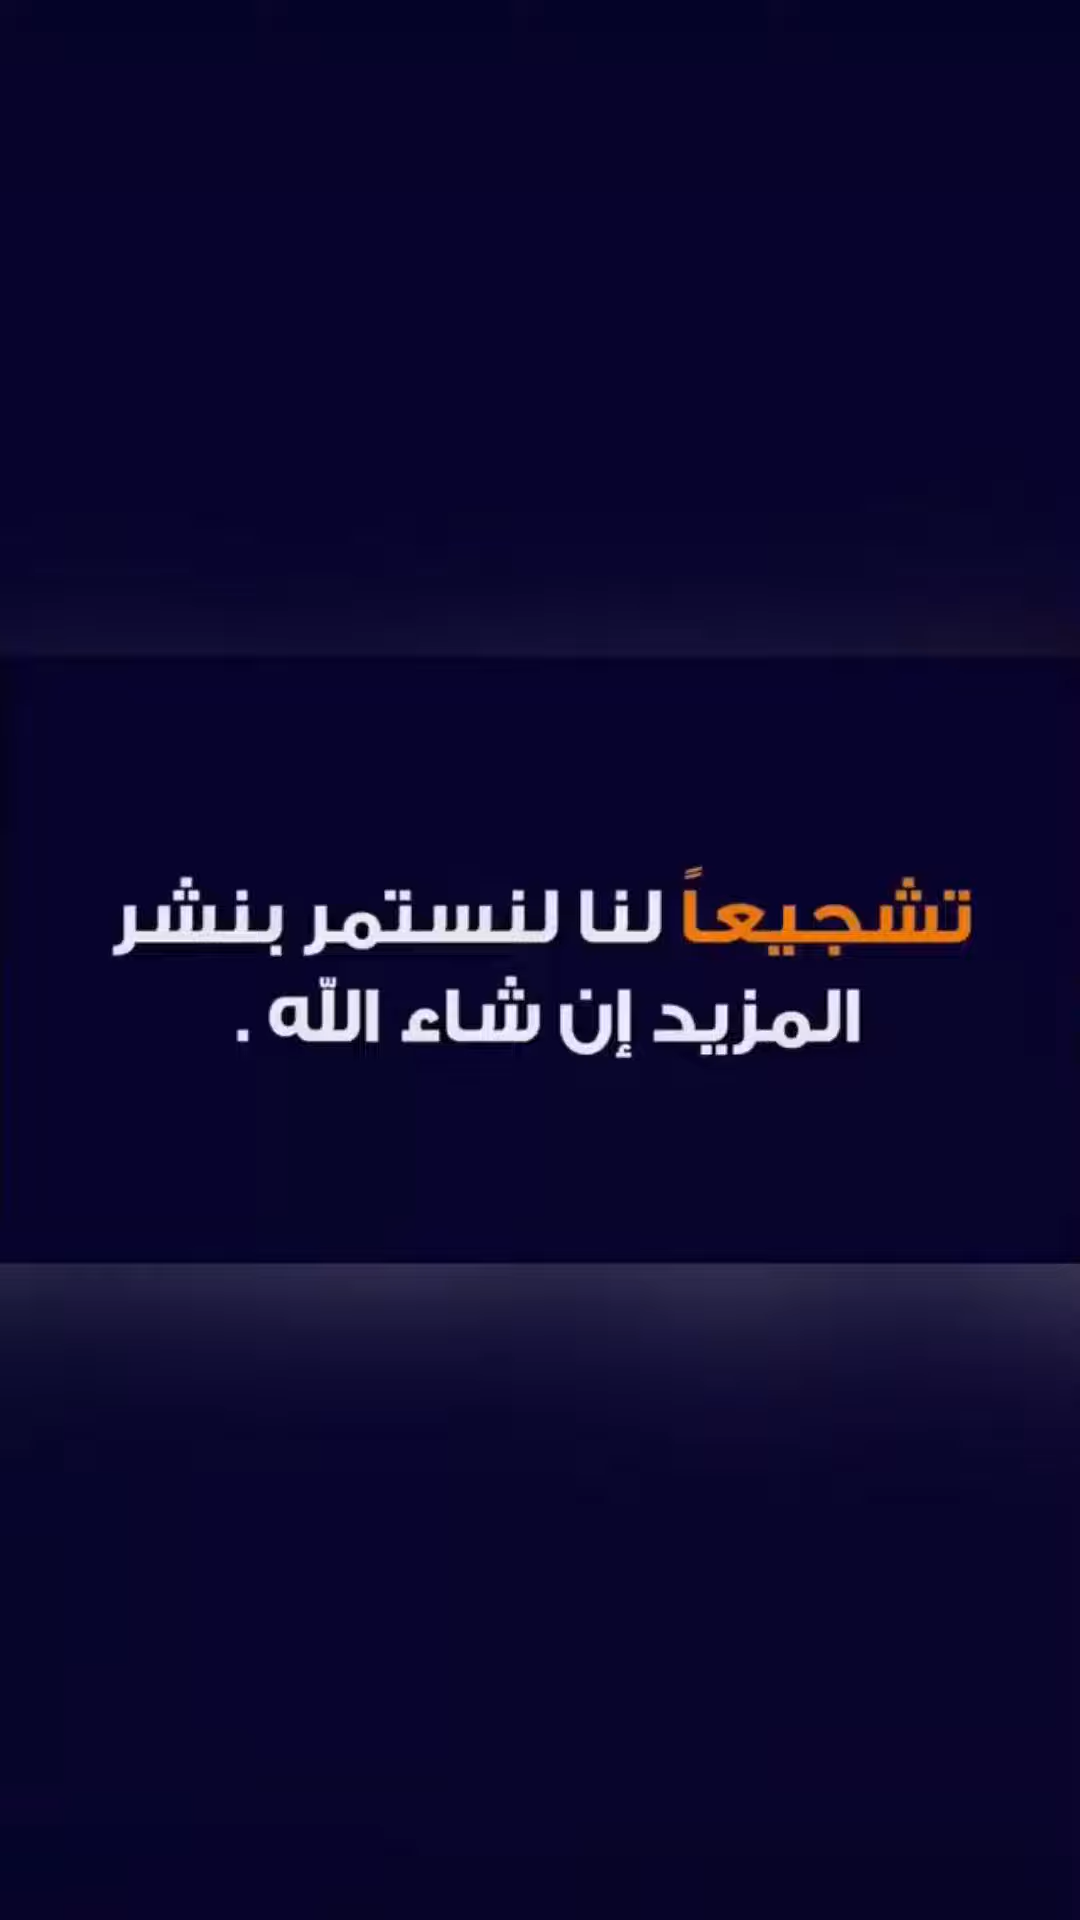 تشجيعاً لنا لنستمر بنشر
المزيد إن شاء الله .